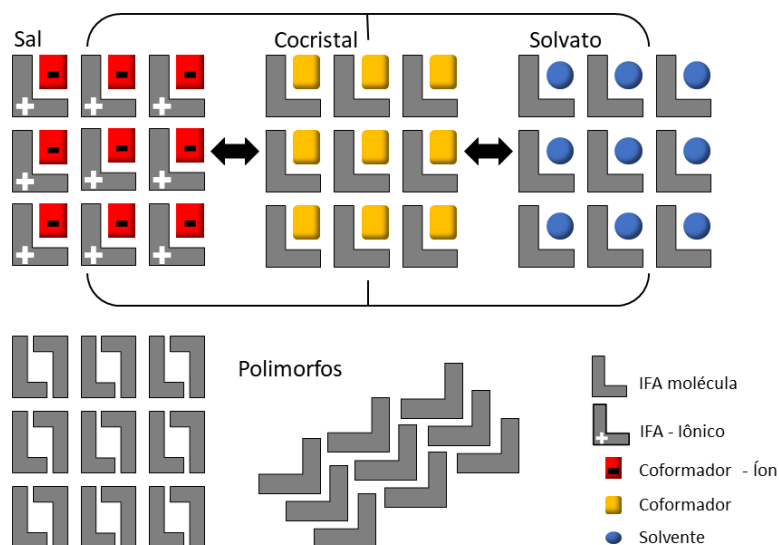 Sal
Cocristal
Solvato
Polimorfos
IFA molécula
IFA - Iônico
Coformador - Íon
Coformador
Solvente